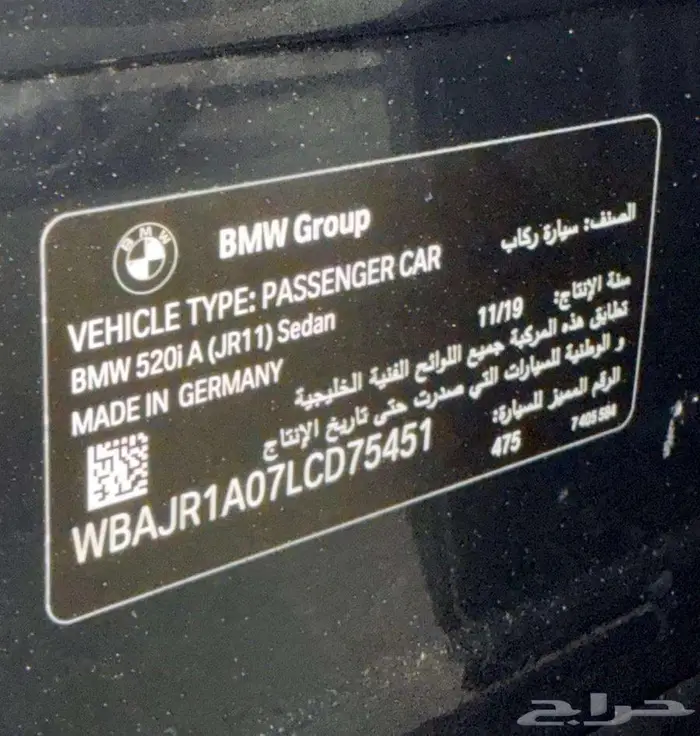 BMW
BMW Group
الصنف: سيارة ركاب
VEHICLE TYPE: PASSENGER CAR
BMW 520i A (JR11) Sedan
سنة الإنتاج: 11/19
MADE IN GERMANY
تطابق هذه المركبة جميع اللوائح الفنية الخليجية
و الوطنية للسيارات التي صدرت حتى تاريخ الإنتاج
الرقم المميز للسيارة:
WBAJR1A07LCD75451
475
7 405 584
حراج